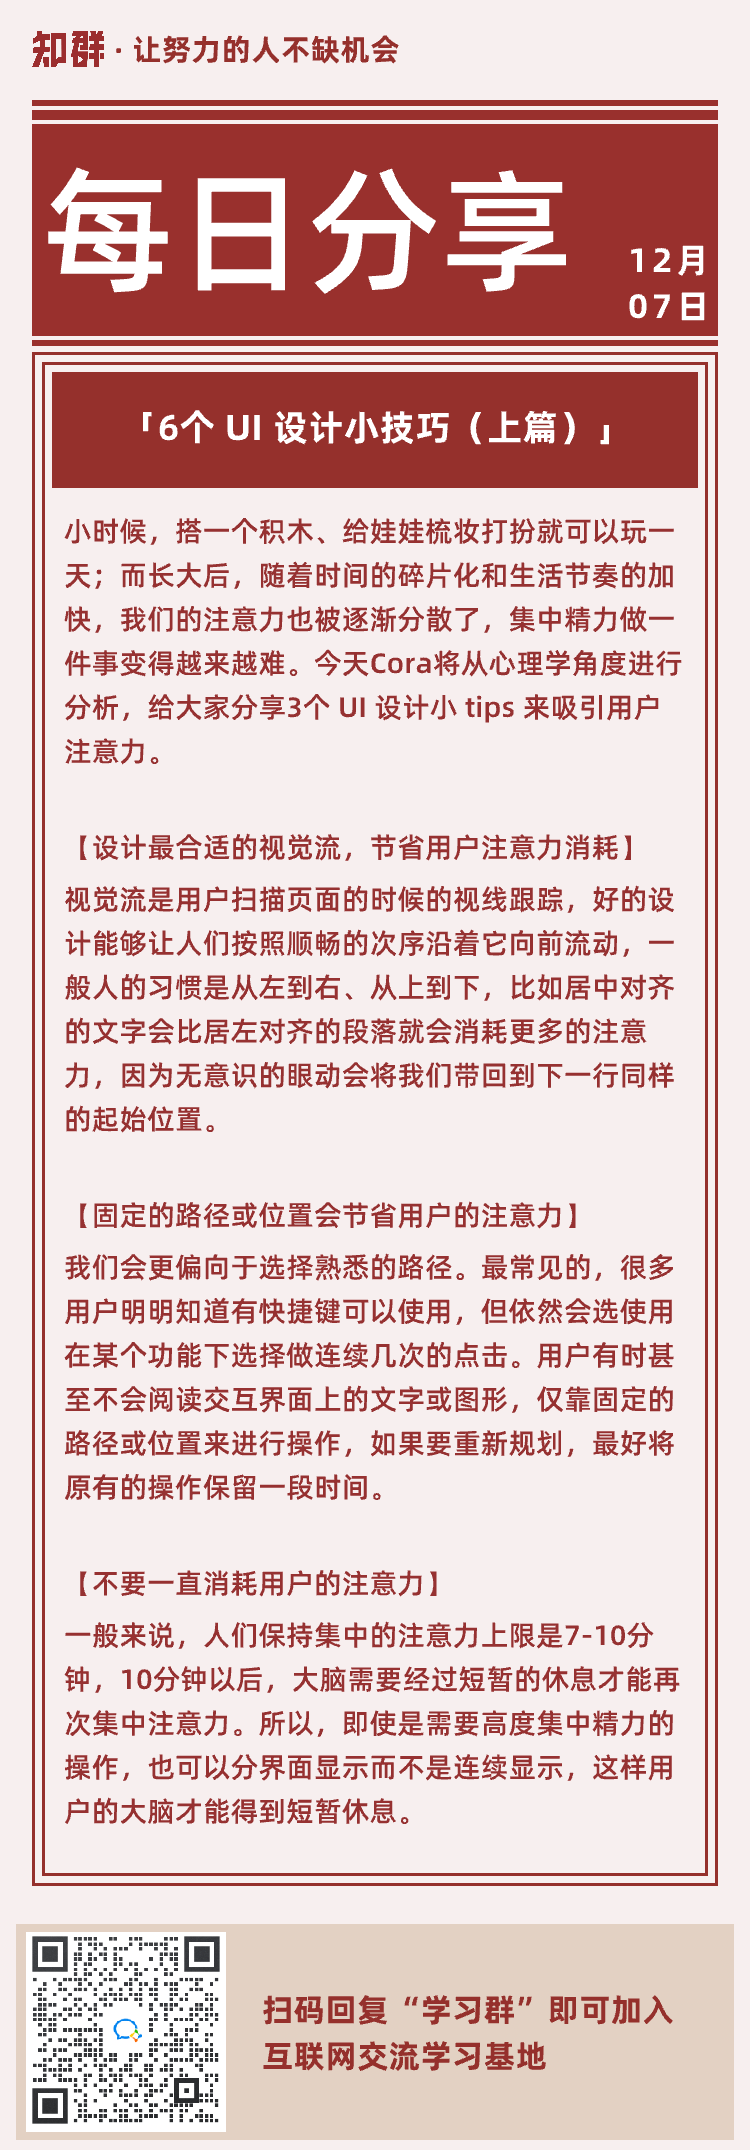 知群 · 让努力的人不缺机会
每日分享
12月
07日
「6个 UI 设计小技巧（上篇）」
小时候，搭一个积木、给娃娃梳妆打扮就可以玩一
天；而长大后，随着时间的碎片化和生活节奏的加
快，我们的注意力也被逐渐分散了，集中精力做一
件事变得越来越难。今天Cora将从心理学角度进行
分析，给大家分享3个 UI 设计小 tips 来吸引用户
注意力。
【设计最合适的视觉流，节省用户注意力消耗】
视觉流是用户扫描页面的时候的视线跟踪，好的设
计能够让人们按照顺畅的次序沿着它向前流动，一
般人的习惯是从左到右、从上到下，比如居中对齐
的文字会比居左对齐的段落就会消耗更多的注意
力，因为无意识的眼动会将我们带回到下一行同样
的起始位置。
【固定的路径或位置会节省用户的注意力】
我们会更偏向于选择熟悉的路径。最常见的，很多
用户明明知道有快捷键可以使用，但依然会选使用
在某个功能下选择做连续几次的点击。用户有时甚
至不会阅读交互界面上的文字或图形，仅靠固定的
路径或位置来进行操作，如果要重新规划，最好将
原有的操作保留一段时间。
【不要一直消耗用户的注意力】
一般来说，人们保持集中的注意力上限是7-10分
钟，10分钟以后，大脑需要经过短暂的休息才能再
次集中注意力。所以，即使是需要高度集中精力的
操作，也可以分界面显示而不是连续显示，这样用
户的大脑才能得到短暂休息。
扫码回复“学习群”即可加入
互联网交流学习基地